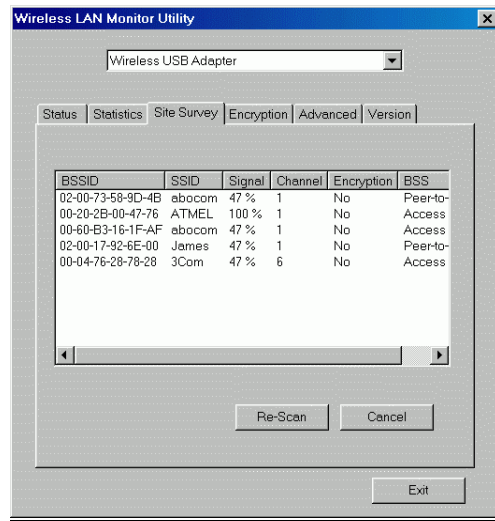 Wireless LAN Monitor Utility
Wireless USB Adapter
Status Statistics Site Survey Encryption Advanced Version
BSSID SSID Signal Channel Encryption BSS
02-00-73-58-9D-4B abocom 47 % 1 No Peer-to-
00-20-2B-00-47-76 ATMEL 100 % 1 No Access
00-60-B3-16-1F-AF abocom 47 % 1 No Access
02-00-17-92-6E-00 James 47 % 1 No Peer-to-
00-04-76-28-78-28 3Com 47 % 6 No Access
Re-Scan Cancel
Exit